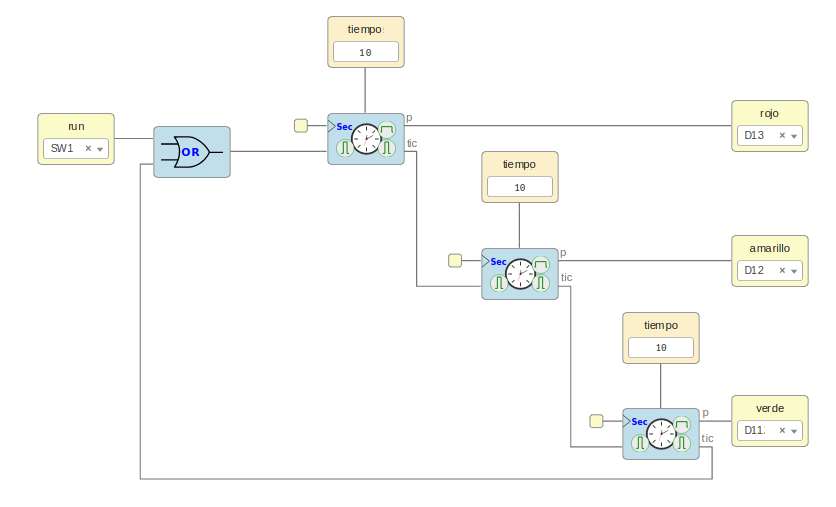 tiempo
10
run
SW1
OR
Sec
p
tic
rojo
D13
tiempo
10
Sec
p
tic
amarillo
D12
tiempo
10
Sec
p
tic
verde
D11